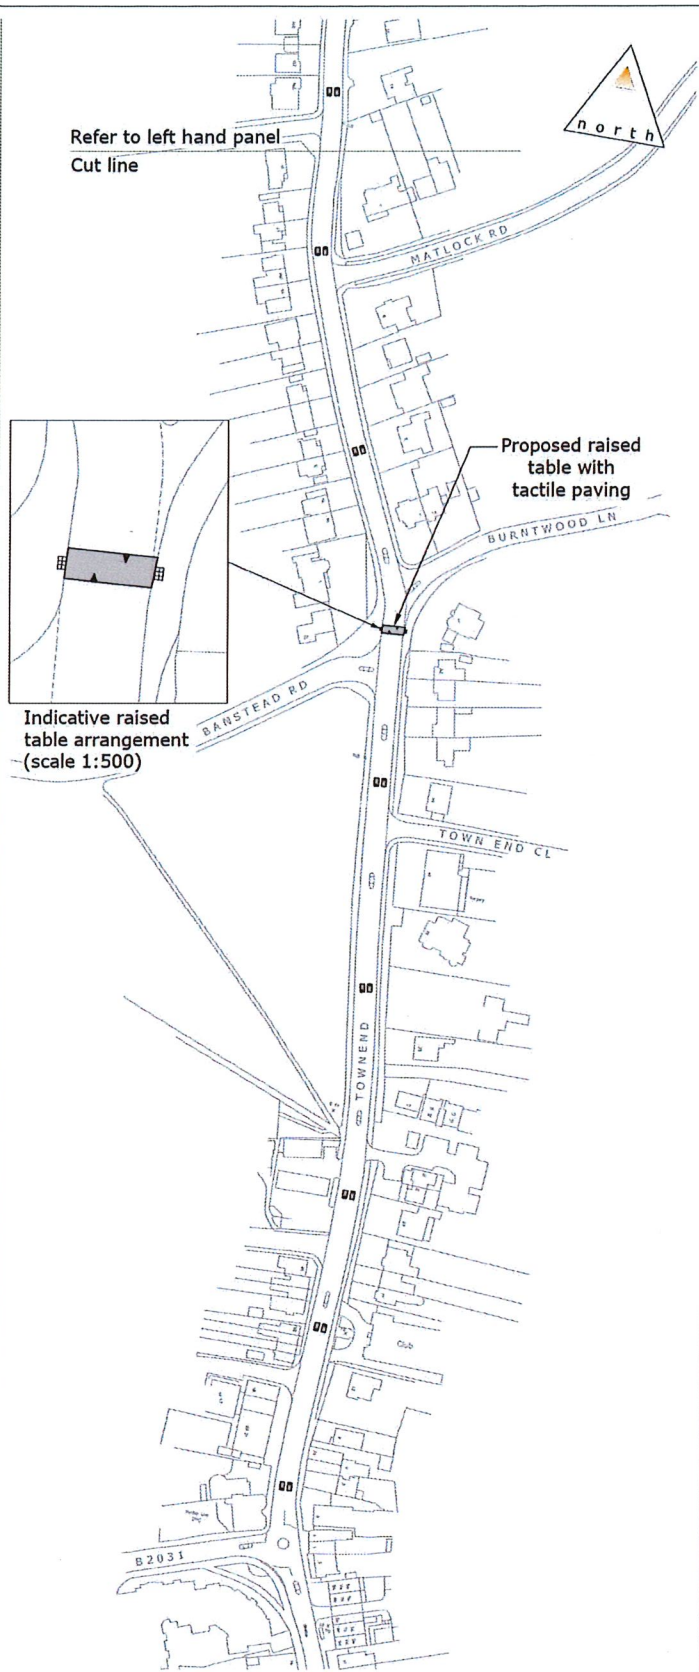 north
Refer to left hand panel
Cut line
MATLOCK RD
Proposed raised
table with
tactile paving
BURNTWOOD LN
BANSTEAD RD
Indicative raised
table arrangement
(scale 1:500)
TOWN END CL
TOWNEND
Club
B2031